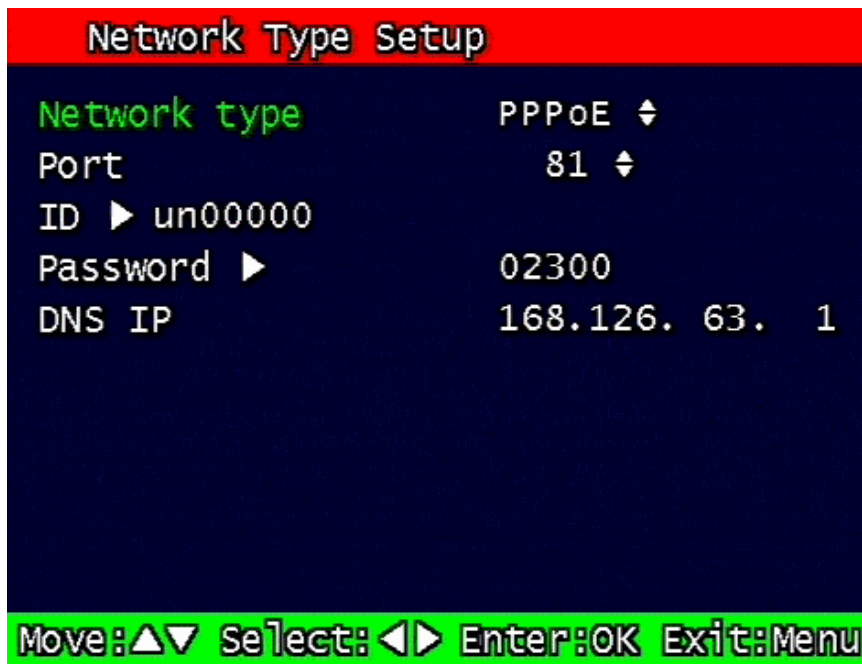 Network Type Setup
Network type PPPoE
Port 81
ID un00000
Password 02300
DNS IP 168.126. 63. 1
Move:△▽ Select:◁▷ Enter:OK Exit:Menu